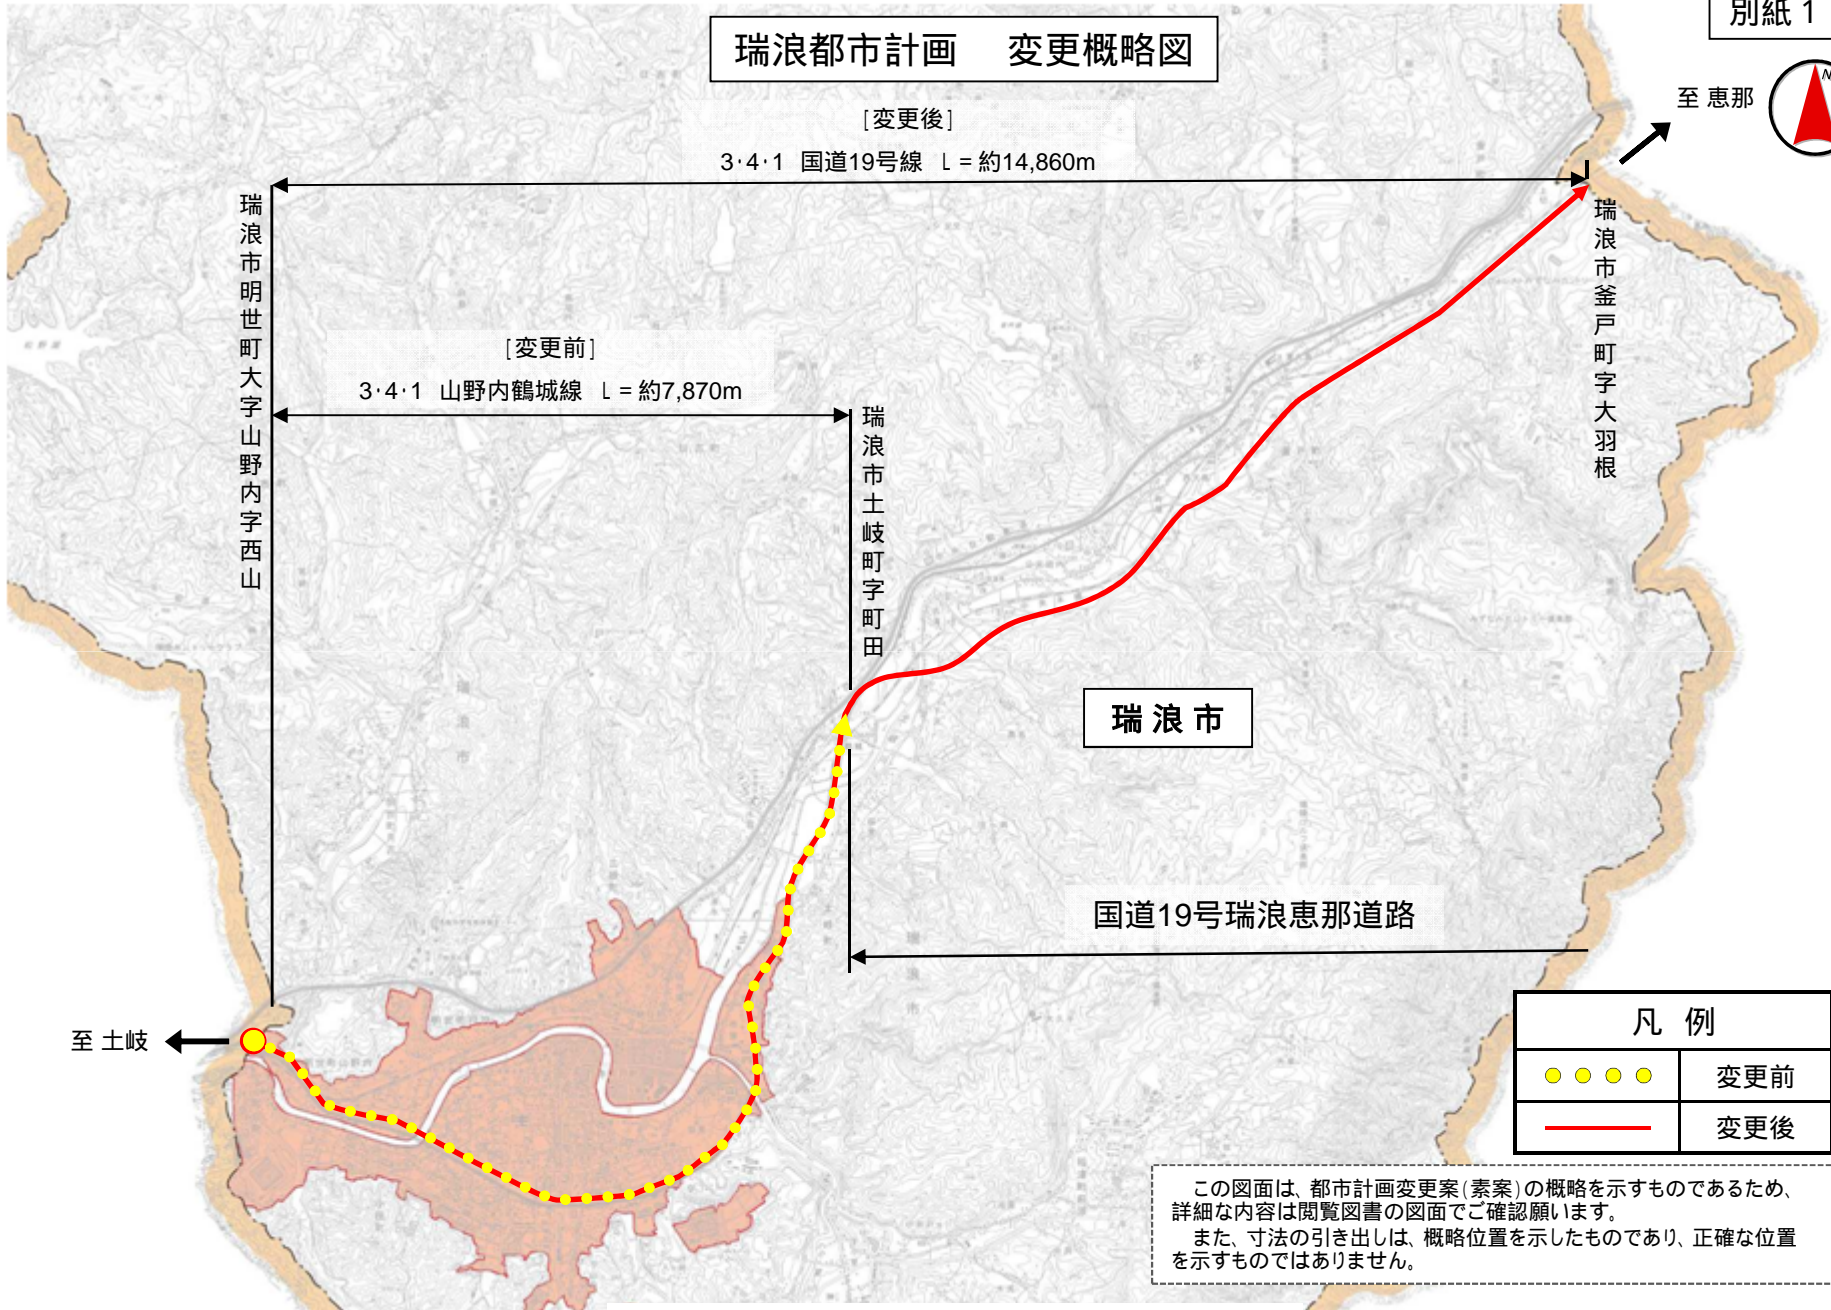 別紙 1
瑞浪都市計画　変更概略図
至 恵那
N
[変更後]
3･4･1 国道19号線 L = 約14,860m
瑞浪市明世町大字山野内字西山
瑞浪市釜戸町字大羽根
[変更前]
3･4･1 山野内鶴城線 L = 約7,870m
瑞浪市土岐町字町田
瑞浪市
国道19号瑞浪恵那道路
至 土岐
凡 例
変更前
変更後
この図面は、都市計画変更案(素案)の概略を示すものであるため、
詳細な内容は閲覧図書の図面でご確認願います。
また、寸法の引き出しは、概略位置を示したものであり、正確な位置
を示すものではありません。